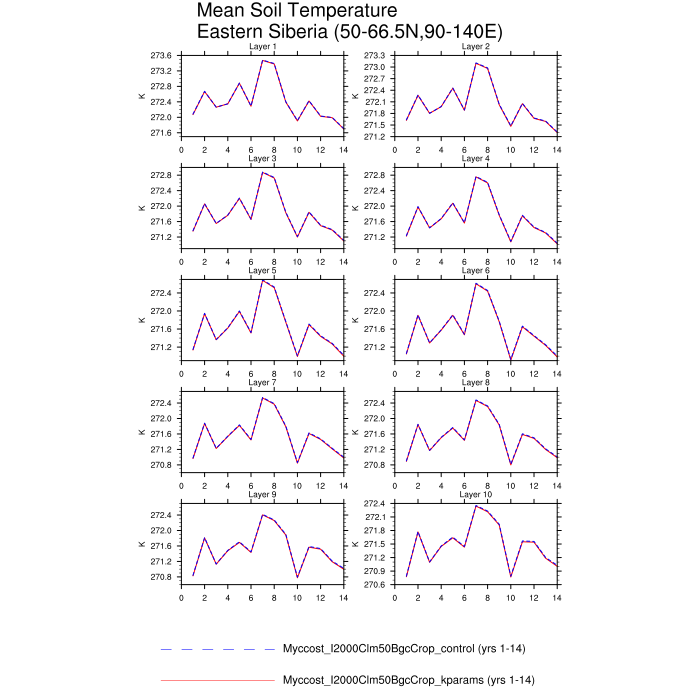 Mean Soil Temperature
Eastern Siberia (50-66.5N,90-140E)
Layer 1
Layer 2
273.6
273.2
272.8
272.4
272.0
271.6
K
0 2 4 6 8 10 12 14
273.3
273.0
272.7
272.4
272.1
271.8
271.5
271.2
K
0 2 4 6 8 10 12 14
Layer 3
Layer 4
272.8
272.4
272.0
271.6
271.2
K
0 2 4 6 8 10 12 14
272.8
272.4
272.0
271.6
271.2
K
0 2 4 6 8 10 12 14
Layer 5
Layer 6
272.4
272.0
271.6
271.2
K
0 2 4 6 8 10 12 14
272.4
272.0
271.6
271.2
K
0 2 4 6 8 10 12 14
Layer 7
Layer 8
272.4
272.0
271.6
271.2
270.8
K
0 2 4 6 8 10 12 14
272.4
272.0
271.6
271.2
270.8
K
0 2 4 6 8 10 12 14
Layer 9
Layer 10
272.4
272.0
271.6
271.2
270.8
K
0 2 4 6 8 10 12 14
272.4
272.1
271.8
271.5
271.2
270.9
270.6
K
0 2 4 6 8 10 12 14
Myccost_I2000Clm50BgcCrop_control (yrs 1-14)
Myccost_I2000Clm50BgcCrop_kparams (yrs 1-14)